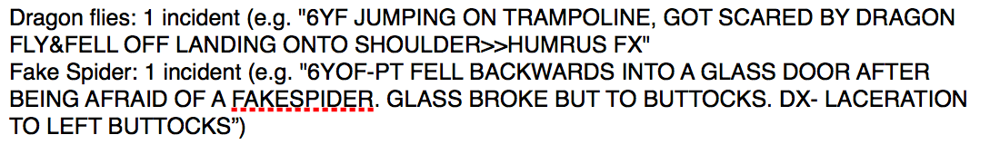 Dragon flies: 1 incident (e.g. "6YF JUMPING ON TRAMPOLINE, GOT SCARED BY DRAGON
FLY&FELL OFF LANDING ONTO SHOULDER>>HUMRUS FX"
Fake Spider: 1 incident (e.g. "6YOF-PT FELL BACKWARDS INTO A GLASS DOOR AFTER
BEING AFRAID OF A FAKESPIDER. GLASS BROKE BUT TO BUTTOCKS. DX- LACERATION
TO LEFT BUTTOCKS”)